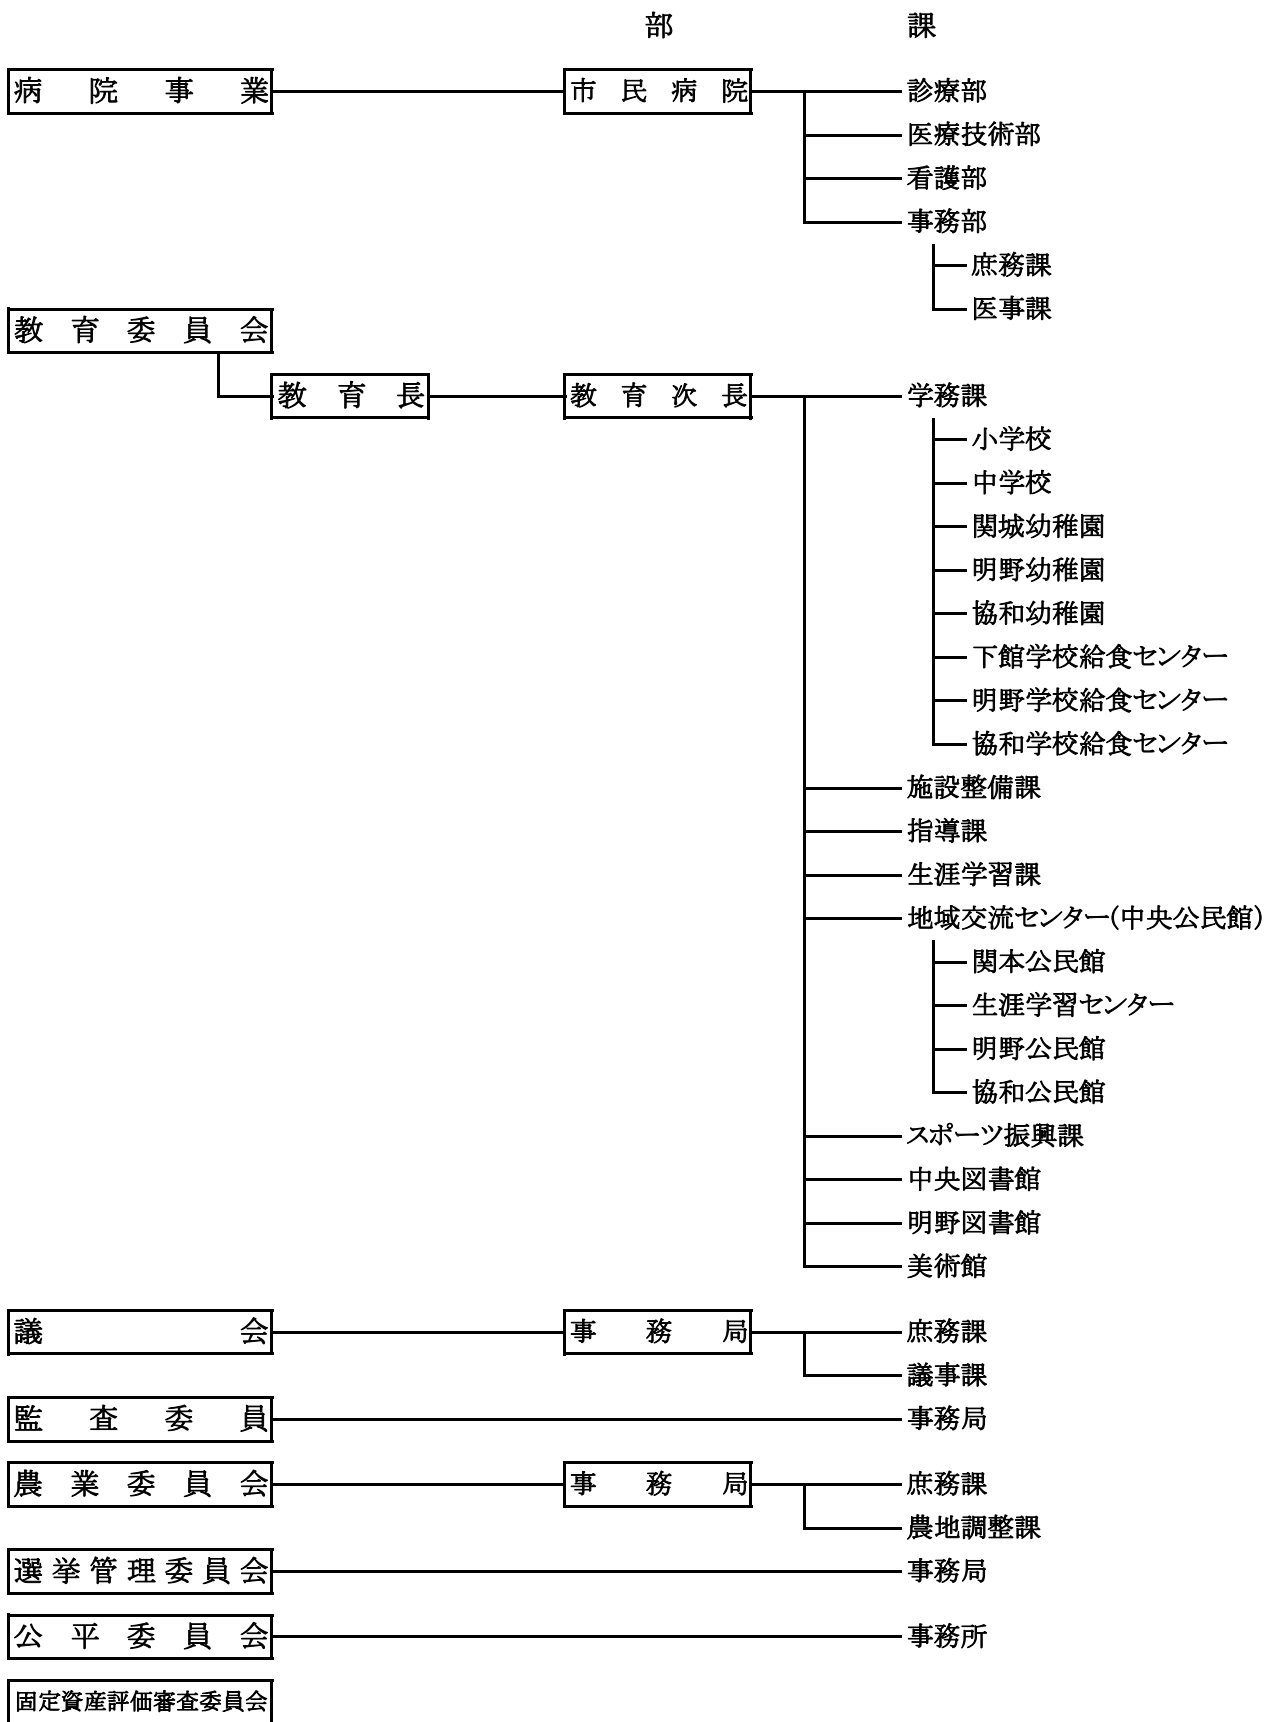 部 課
病院事業 市民病院 診療部
医療技術部
看護部
事務部
庶務課
医事課
教育委員会
教育長 教育次長 学務課
小学校
中学校
関城幼稚園
明野幼稚園
協和幼稚園
下館学校給食センター
明野学校給食センター
協和学校給食センター
施設整備課
指導課
生涯学習課
地域交流センター(中央公民館)
関本公民館
生涯学習センター
明野公民館
協和公民館
スポーツ振興課
中央図書館
明野図書館
美術館
議会 事務局 庶務課
議事課
監査委員 事務局
農業委員会 事務局 庶務課
農地調整課
選挙管理委員会 事務局
公平委員会 事務所
固定資産評価審査委員会